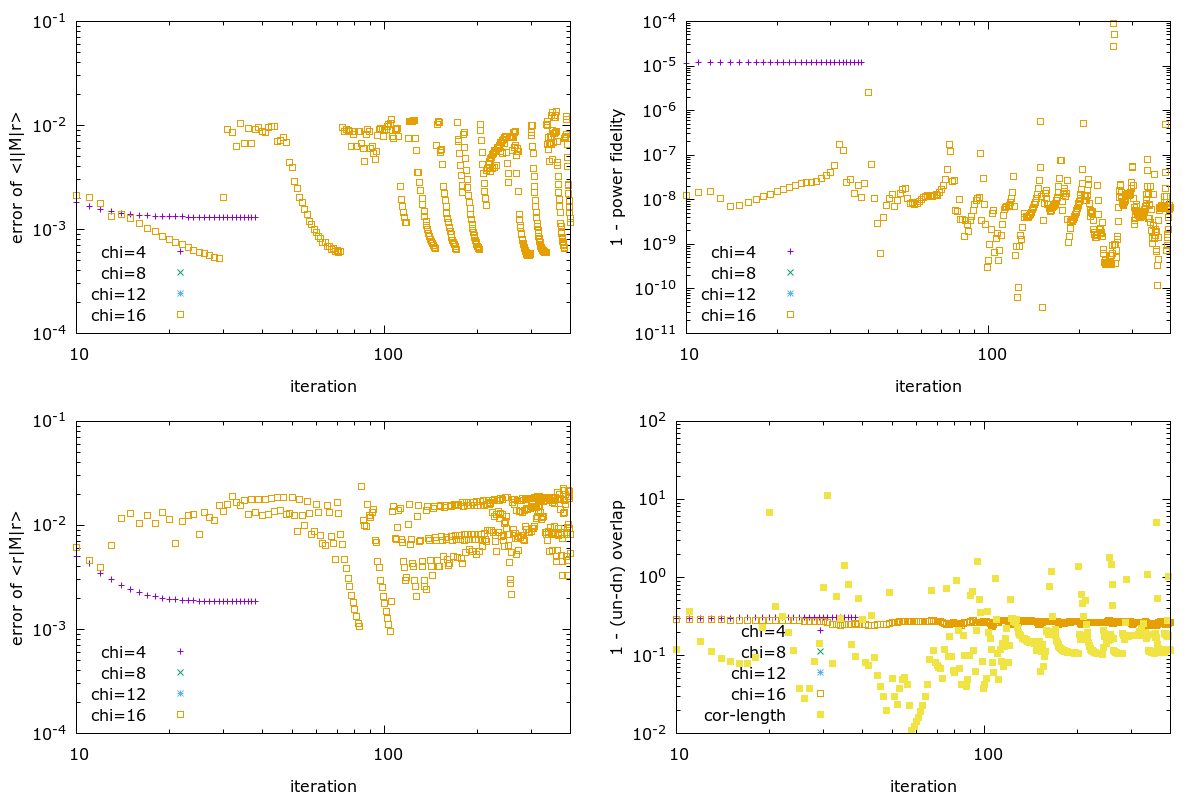 10^-1
10^-2
10^-3
10^-4
error of <l|M|r>
chi=4
chi=8
chi=12
chi=16
10
100
iteration
10^-4
10^-5
10^-6
10^-7
10^-8
10^-9
10^-10
10^-11
1 - power fidelity
chi=4
chi=8
chi=12
chi=16
10
100
iteration
10^-1
10^-2
10^-3
10^-4
error of <r|M|r>
chi=4
chi=8
chi=12
chi=16
10
100
iteration
10^2
10^1
10^0
10^-1
10^-2
1 - (un-dn) overlap
chi=4
chi=8
chi=12
chi=16
cor-length
10
100
iteration